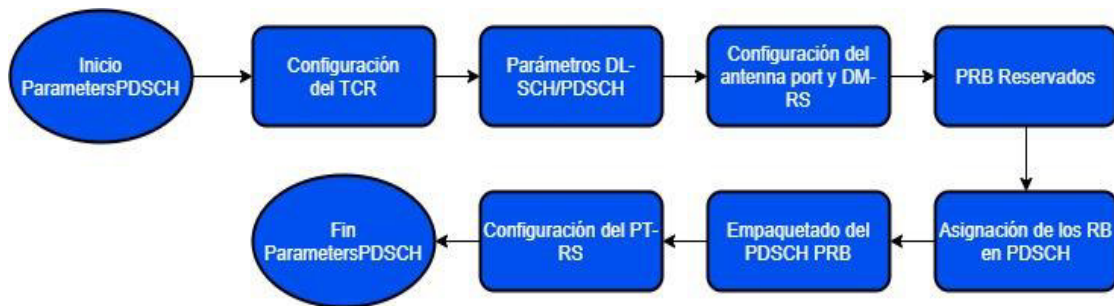 Inicio
ParametersPDSCH
Configuración
del TCR
Parámetros DL-
SCH/PDSCH
Configuración del
antenna port y DM-
RS
PRB Reservados
Asignación de los RB
en PDSCH
Empaquetado del
PDSCH PRB
Configuración del PT-
RS
Fin
ParametersPDSCH